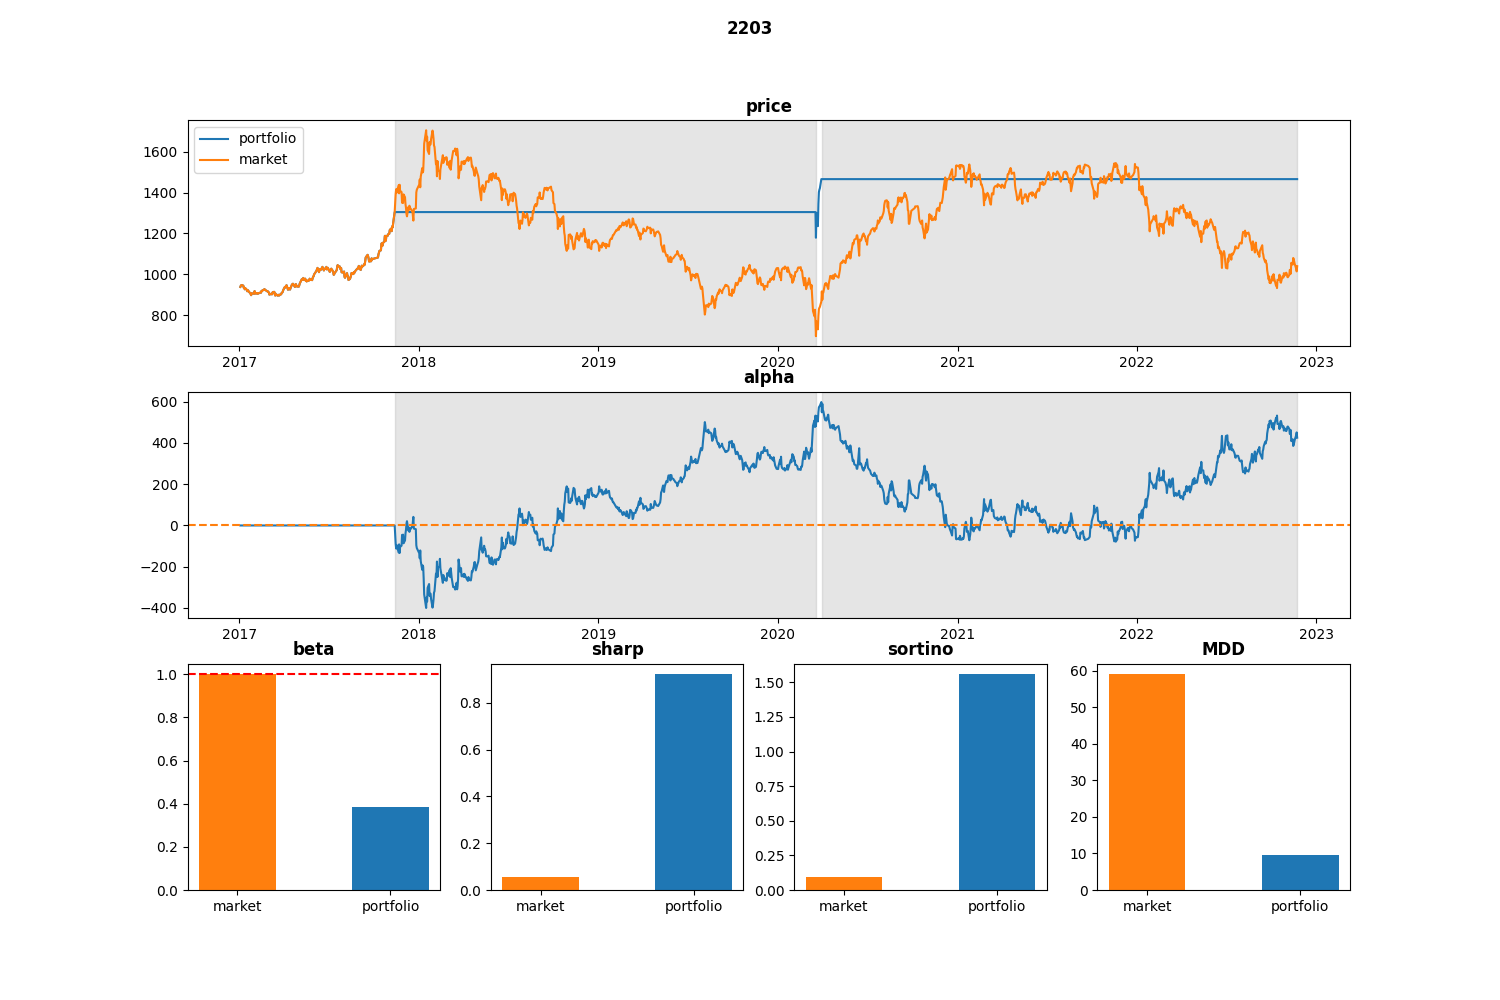 2203
price
portfolio
market
1600
1400
1200
1000
800
2017 2018 2019 2020 2021 2022 2023
alpha
600
400
200
0
−200
−400
2017 2018 2019 2020 2021 2022 2023
beta
1.0
0.8
0.6
0.4
0.2
0.0
market portfolio
sharp
0.8
0.6
0.4
0.2
0.0
market portfolio
sortino
1.50
1.25
1.00
0.75
0.50
0.25
0.00
market portfolio
MDD
60
50
40
30
20
10
0
market portfolio